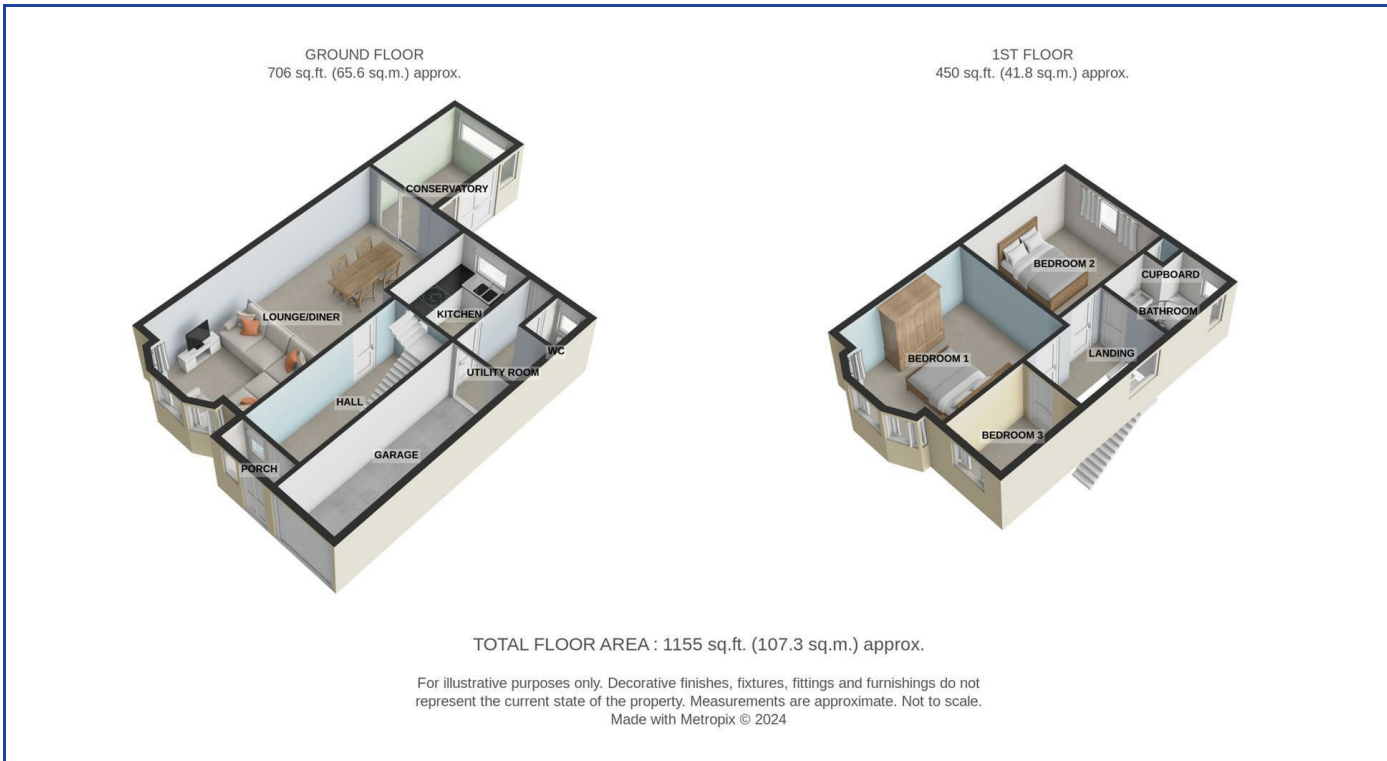 GROUND FLOOR
706 sq.ft. (65.6 sq.m.) approx.
1ST FLOOR
450 sq.ft. (41.8 sq.m.) approx.
CONSERVATORY
LOUNGE/DINER
KITCHEN
WC
UTILITY ROOM
HALL
GARAGE
PORCH
BEDROOM 2
CUPBOARD
BATHROOM
LANDING
BEDROOM 1
BEDROOM 3
TOTAL FLOOR AREA : 1155 sq.ft. (107.3 sq.m.) approx.
For illustrative purposes only. Decorative finishes, fixtures, fittings and furnishings do not
represent the current state of the property. Measurements are approximate. Not to scale.
Made with Metropix © 2024